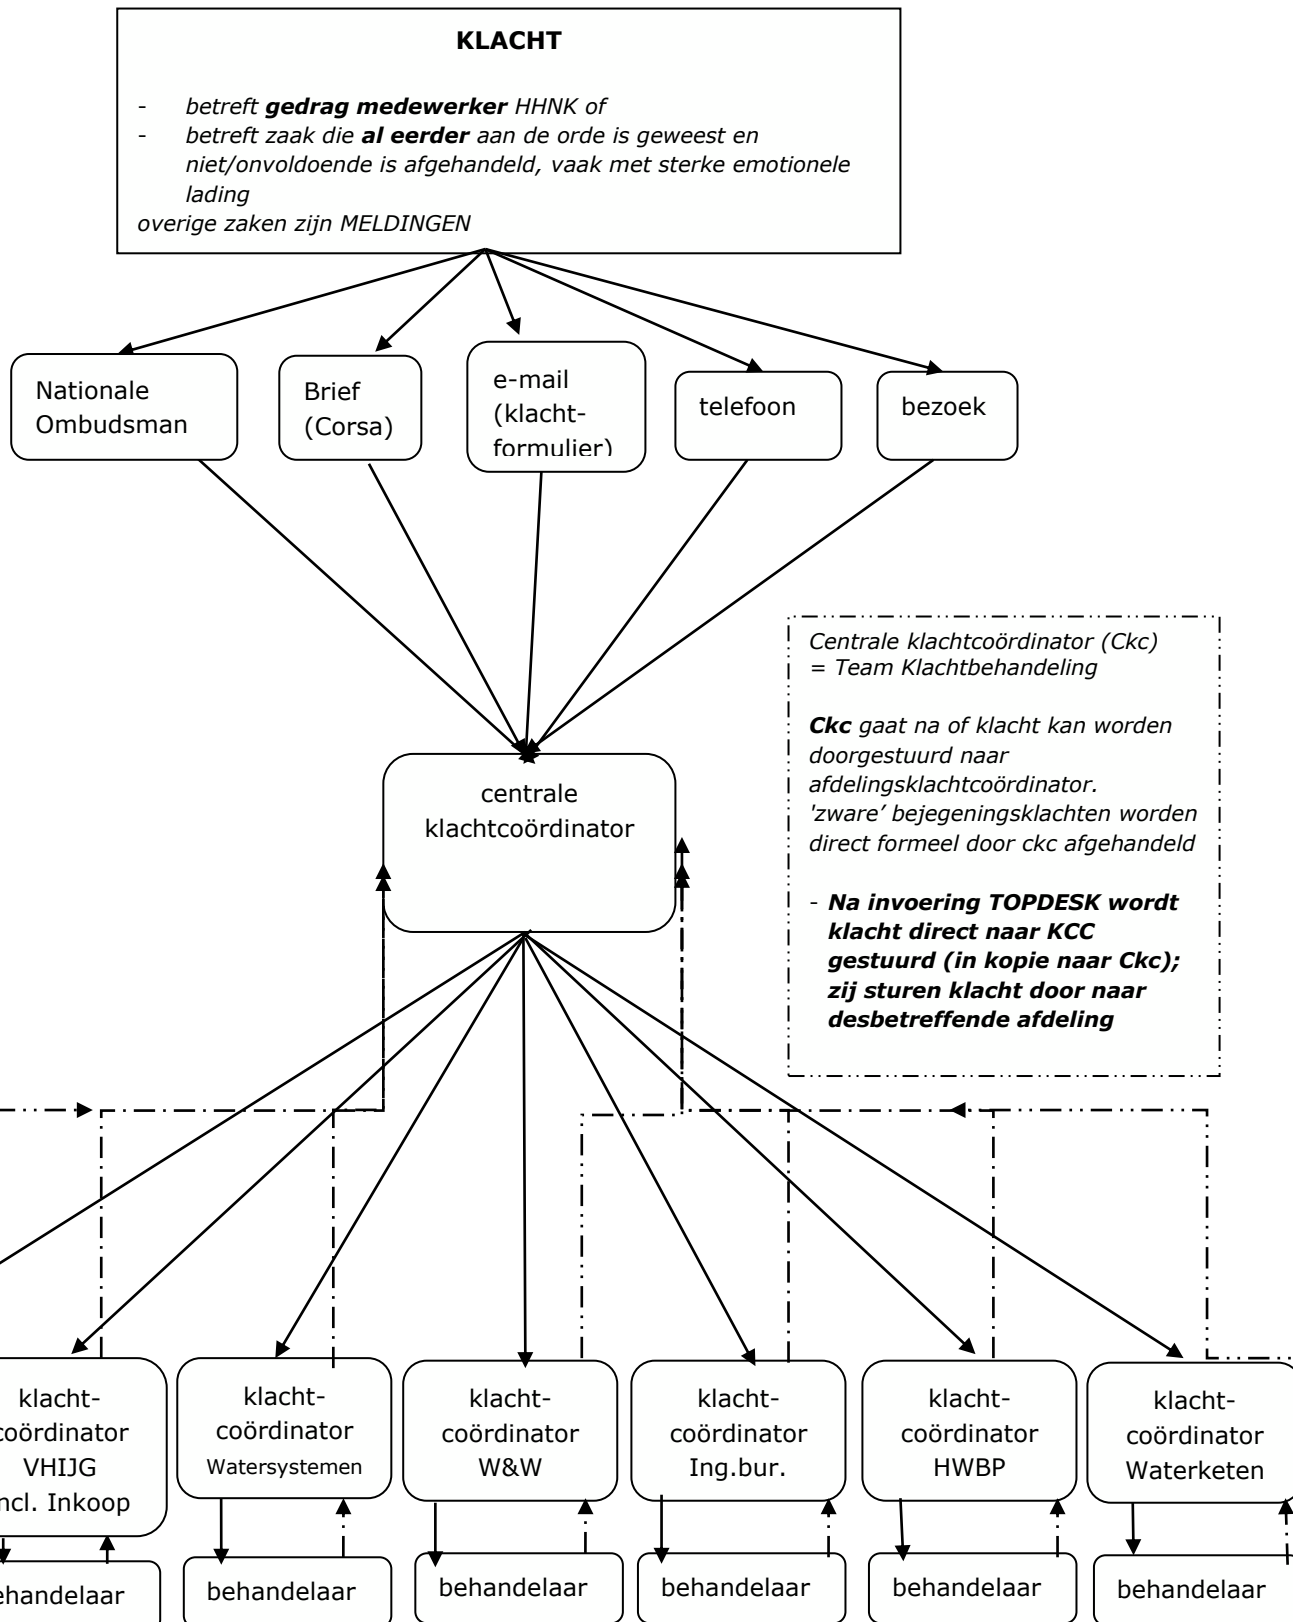 KLACHT
- betreft gedrag medewerker HHNK of
- betreft zaak die al eerder aan de orde is geweest en
niet/onvoldoende is afgehandeld, vaak met sterke emotionele
lading
overige zaken zijn MELDINGEN
Nationale
Ombudsman
Brief
(Corsa)
e-mail
(klacht-
formulier)
telefoon
bezoek
Centrale klachtcoördinator (Ckc)
= Team Klachtbehandeling
Ckc gaat na of klacht kan worden
doorgestuurd naar
afdelingsklachtcoördinator.
'zware’ bejegeningsklachten worden
direct formeel door ckc afgehandeld
- Na invoering TOPDESK wordt
klacht direct naar KCC
gestuurd (in kopie naar Ckc);
zij sturen klacht door naar
desbetreffende afdeling
centrale
klachtcoördinator
klacht-
coördinator
VHIJG
ncl. Inkoop
klacht-
coördinator
Watersystemen
klacht-
coördinator
W&W
klacht-
coördinator
Ing.bur.
klacht-
coördinator
HWBP
klacht-
coördinator
Waterketen
ehandelaar
behandelaar
behandelaar
behandelaar
behandelaar
behandelaar